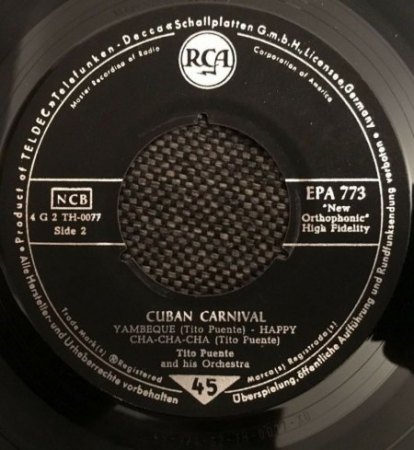 »Product of TELDEC»Telefunken - Decca«Schallplatten G.m.b.H., Licensee, Germany
Master Recording of Radio
Corporation of America
RCA
NCB
4 G 2 TH-0077
Side 2
EPA 773
"New
Orthophonic"
High Fidelity
CUBAN CARNIVAL
YAMBEQUE (Tito Puente) - HAPPY
CHA-CHA-CHA (Tito Puente)
Tito Puente
and his Orchestra
45
Trade Mark(s) ® Registered
Marca(s) Registrada(s)
Alle Hersteller- und Urheberrechte vorbehalten
Überspielung, öffentliche Aufführung und Rundfunksendung verboten